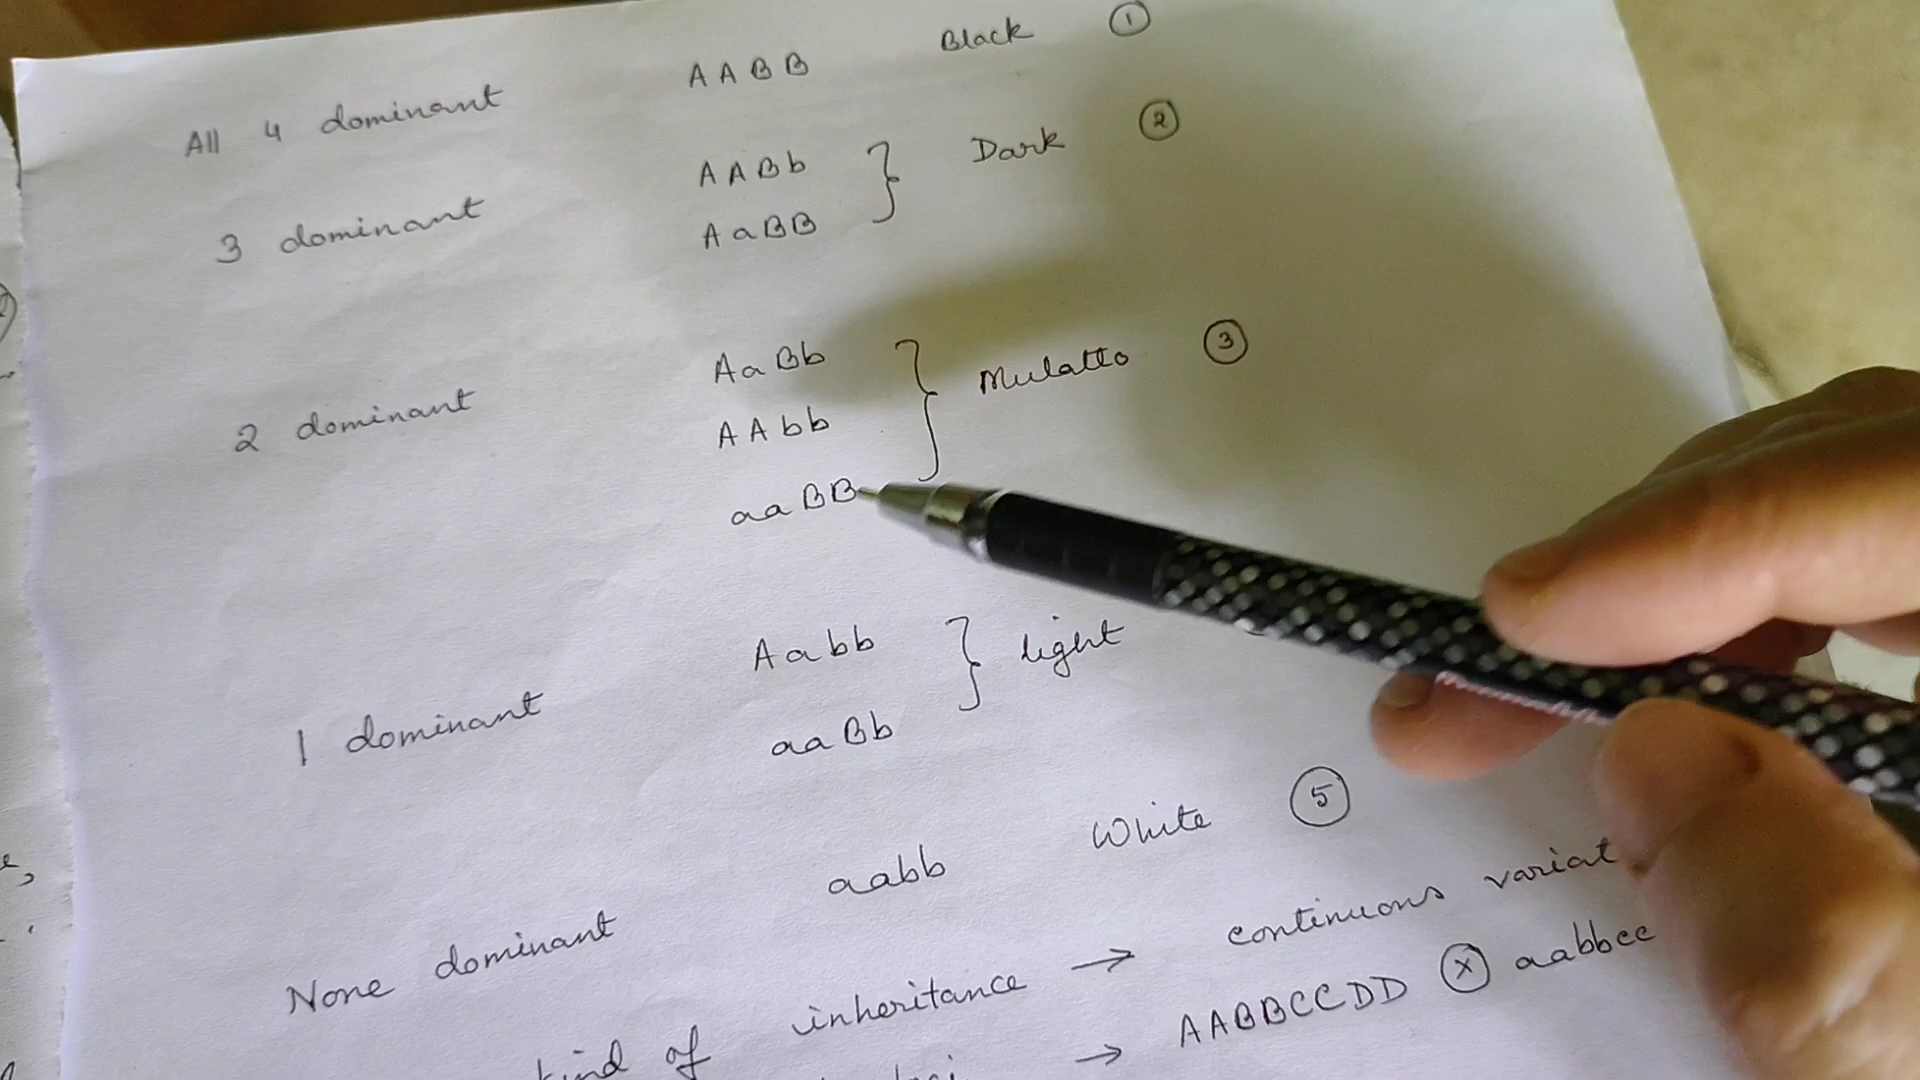 All 4 dominant AABB Black 1
3 dominant AABb } Dark 2
AaBB
2 dominant AaBb } Mulatto 3
AAbb
aaBB
1 dominant Aabb } light
aaBb
None dominant aabb White 5
kind of inheritance → continuous variat
→ AABBCCDD X aabbcc